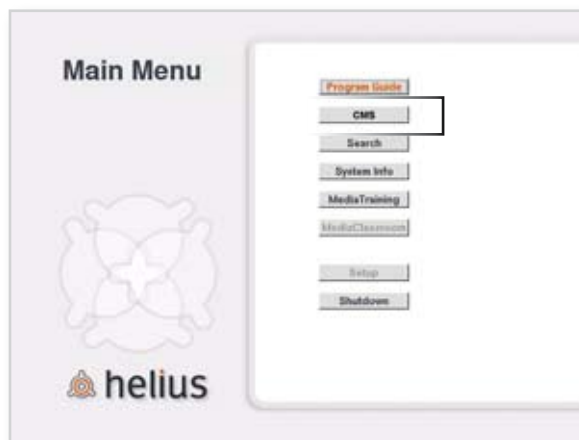 Main Menu
Program Guide
CMS
Search
System Info
MediaTraining
MediaClassroom
Setup
Shutdown
helius